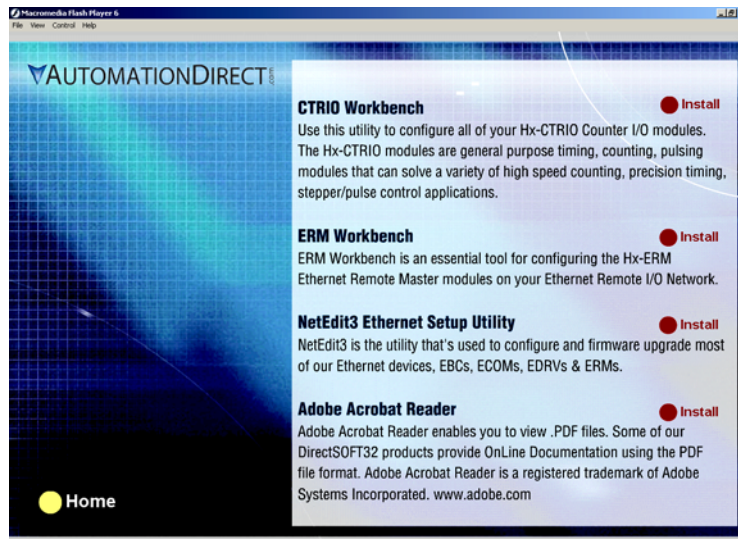 Macromedia Flash Player 6
File View Control Help
AUTOMATIONDIRECT.com
CTRIO Workbench
Install
Use this utility to configure all of your Hx-CTRIO Counter I/O modules.
The Hx-CTRIO modules are general purpose timing, counting, pulsing
modules that can solve a variety of high speed counting, precision timing,
stepper/pulse control applications.
ERM Workbench
Install
ERM Workbench is an essential tool for configuring the Hx-ERM
Ethernet Remote Master modules on your Ethernet Remote I/O Network.
NetEdit3 Ethernet Setup Utility
Install
NetEdit3 is the utility that's used to configure and firmware upgrade most
of our Ethernet devices, EBCs, ECOMs, EDRVs & ERMs.
Adobe Acrobat Reader
Install
Adobe Acrobat Reader enables you to view .PDF files. Some of our
DirectSOFT32 products provide OnLine Documentation using the PDF
file format. Adobe Acrobat Reader is a registered trademark of Adobe
Systems Incorporated. www.adobe.com
Home